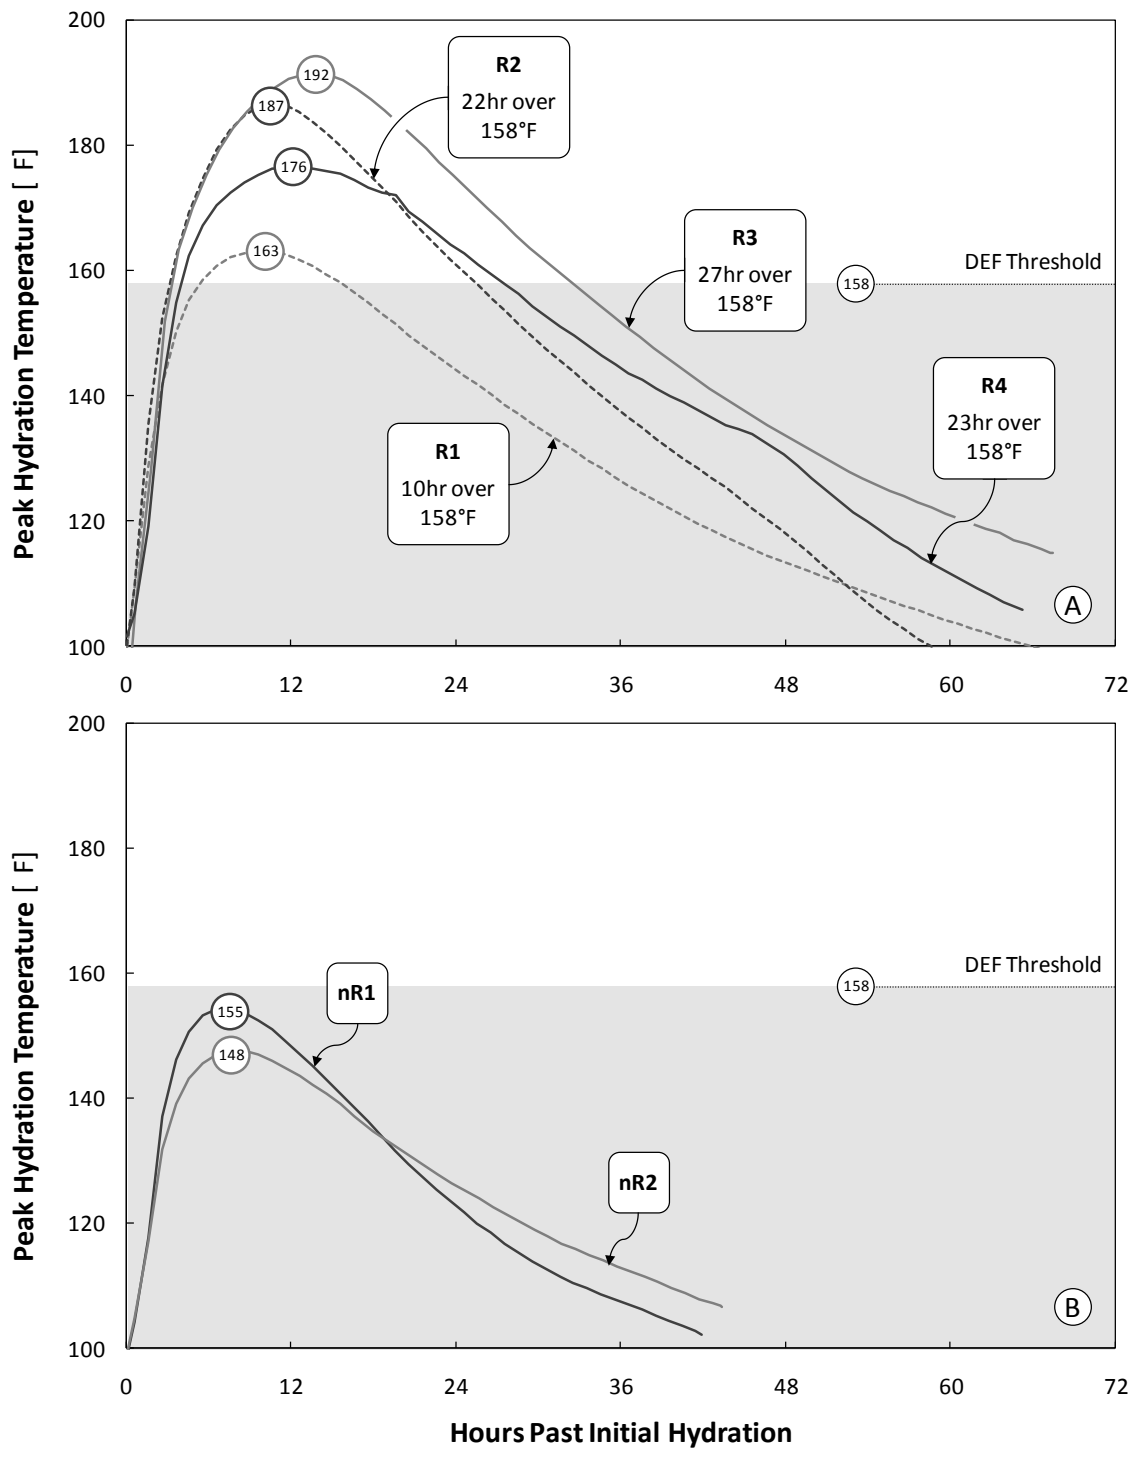 200
180
160
140
120
100
Peak Hydration Temperature [ F]
192
187
176
163
R2
22hr over
158°F
R3
27hr over
158°F
DEF Threshold
158
R4
23hr over
158°F
R1
10hr over
158°F
A
0 12 24 36 48 60 72
200
180
160
140
120
100
Peak Hydration Temperature [ F]
DEF Threshold
158
nR1
155
148
nR2
B
0 12 24 36 48 60 72
Hours Past Initial Hydration